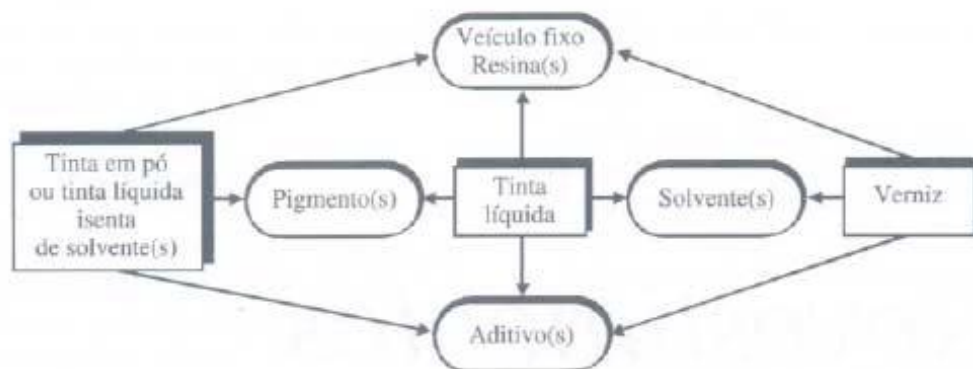 Veículo fixo
Resina(s)
Tinta em pó
ou tinta líquida
isenta
de solvente(s)
Pigmento(s)
Tinta
líquida
Solvente(s)
Verniz
Aditivo(s)